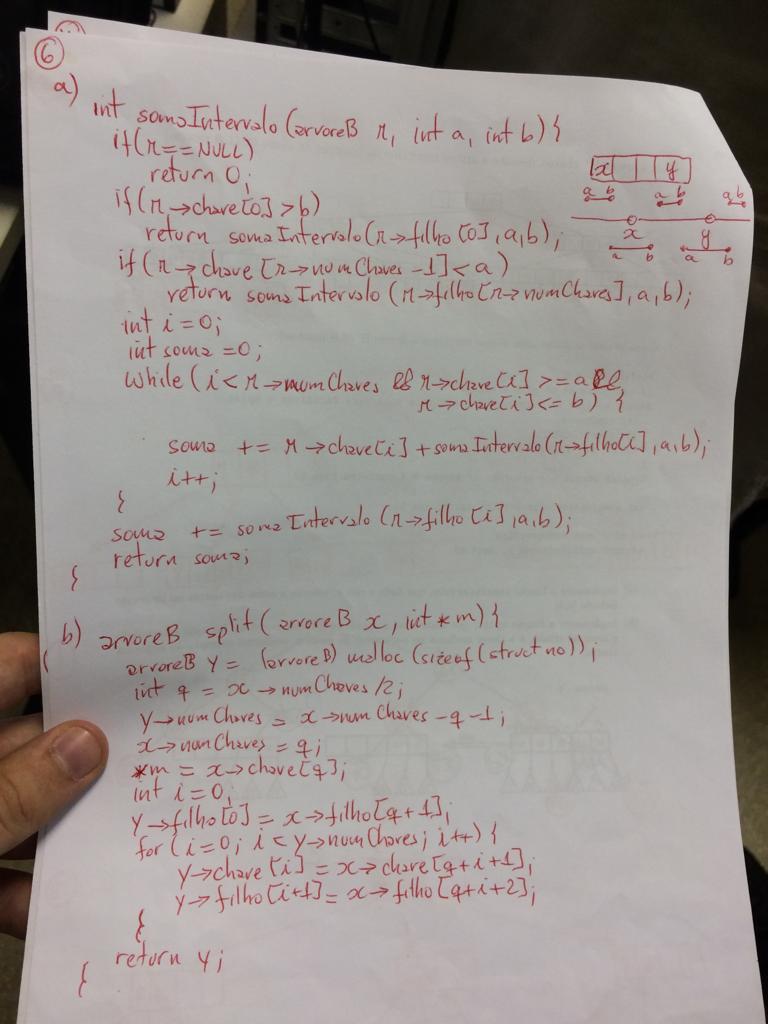 6
a) int somaIntervalo (arvoreB r, int a, int b) {
if (r == NULL)
return 0;
if (r→chave[0] > b)
return somaIntervalo (r→filho [0], a, b);
if (r→chave [r→numChaves -1] < a)
return somaIntervalo (r→filho [r→numChaves], a, b);
int i = 0;
int soma = 0;
while (i < r→numChaves && r→chave[i] >= a &&
r→chave[i] <= b) {
soma += r→chave[i] + somaIntervalo (r→filho[i], a, b);
i++;
}
soma += somaIntervalo (r→filho [i], a, b);
return soma;
}
x y
a b a b a b
x y
a b a b
b) arvoreB split (arvoreB x, int * m) {
arvoreB y = (arvoreB) malloc (sizeof (struct no));
int q = x→numChaves /2;
y→numChaves = x→numChaves - q - 1;
x→numChaves = q;
*m = x→chave[q];
int i = 0;
y→filho[0] = x→filho[q+1];
for (i=0; i < y→numChaves; i++) {
y→chave [i] = x→chave[q+i+1];
y→filho [i+1] = x→filho [q+i+2];
}
return y;
}